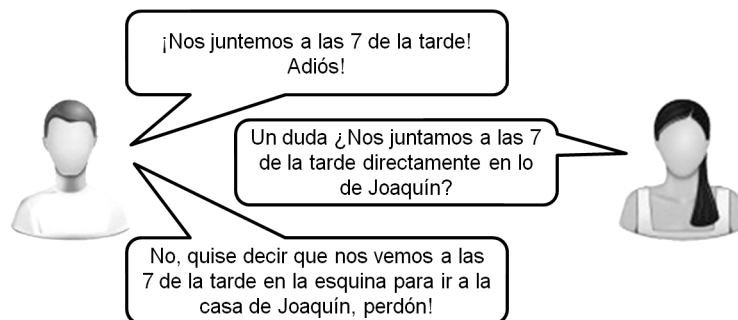 ¡Nos juntemos a las 7 de la tarde!
Adiós!
Un duda ¿Nos juntamos a las 7
de la tarde directamente en lo
de Joaquín?
No, quise decir que nos vemos a las
7 de la tarde en la esquina para ir a la
casa de Joaquín, perdón!